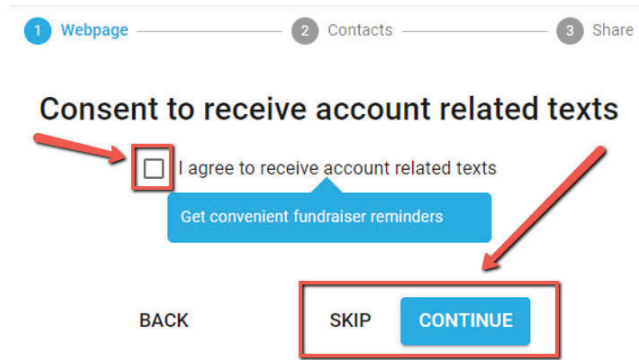 1 Webpage 2 Contacts 3 Share
Consent to receive account related texts
I agree to receive account related texts
Get convenient fundraiser reminders
BACK SKIP CONTINUE